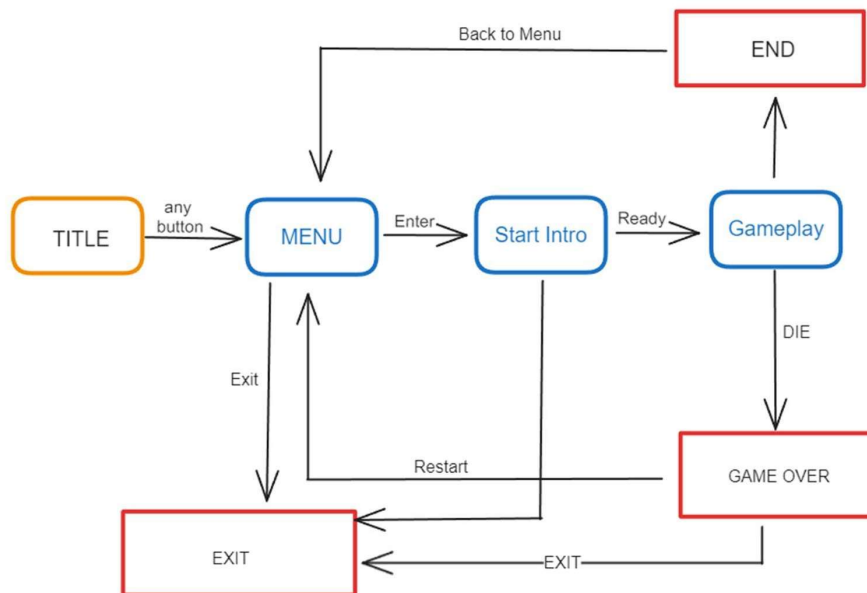 Back to Menu
END
any
button
TITLE
MENU
Enter
Start Intro
Ready
Gameplay
DIE
Exit
Restart
GAME OVER
EXIT
EXIT